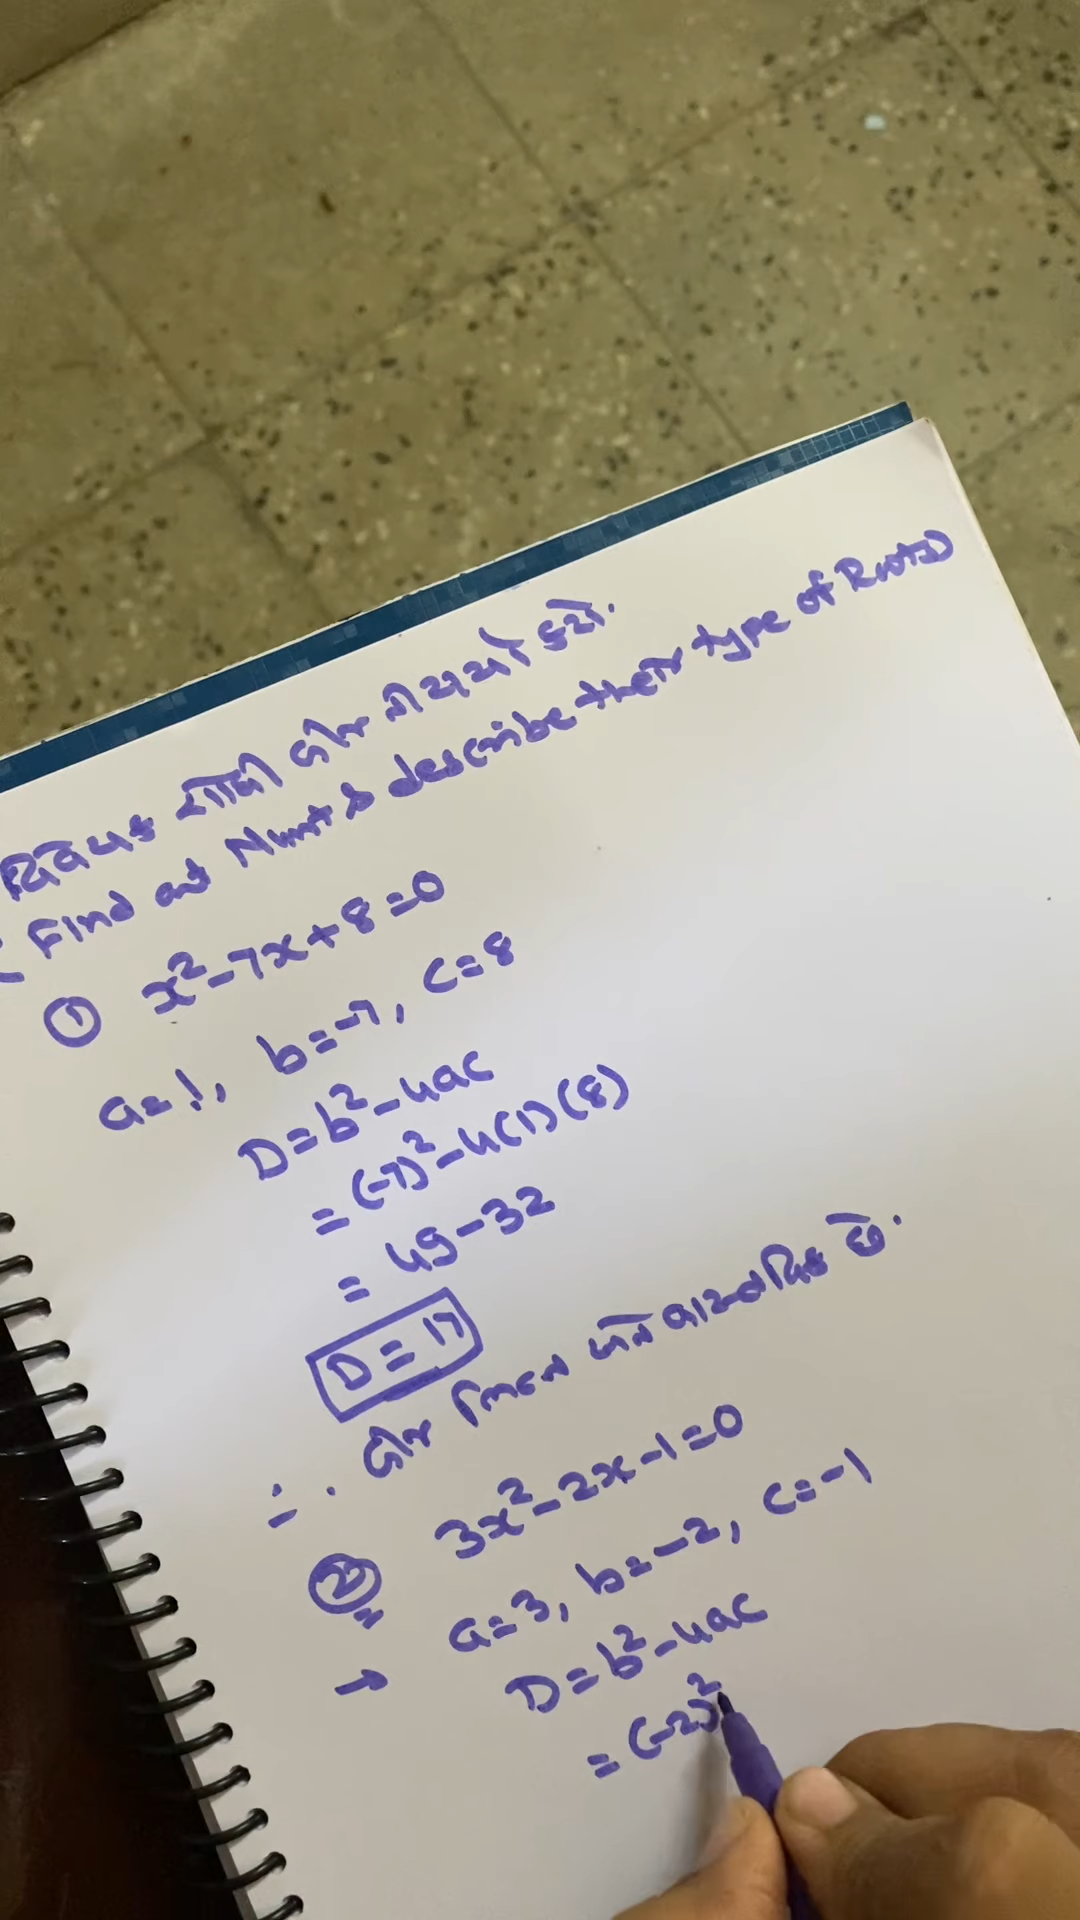 વિવેચક શોધી બીજ નો યચયો કરો.
Find out Num & describe their type of Roots
① x²-7x+8=0
a=1, b=-7, c=8
D=b²-4ac
=(-7)²-4(1)(8)
= 49-32
D=17
∴ બીજ ભિન્ન અને વાસ્તવિક છે.
② 3x²-2x-1=0
→ a=3, b=-2, c=-1
D=b²-4ac
=(-2)²